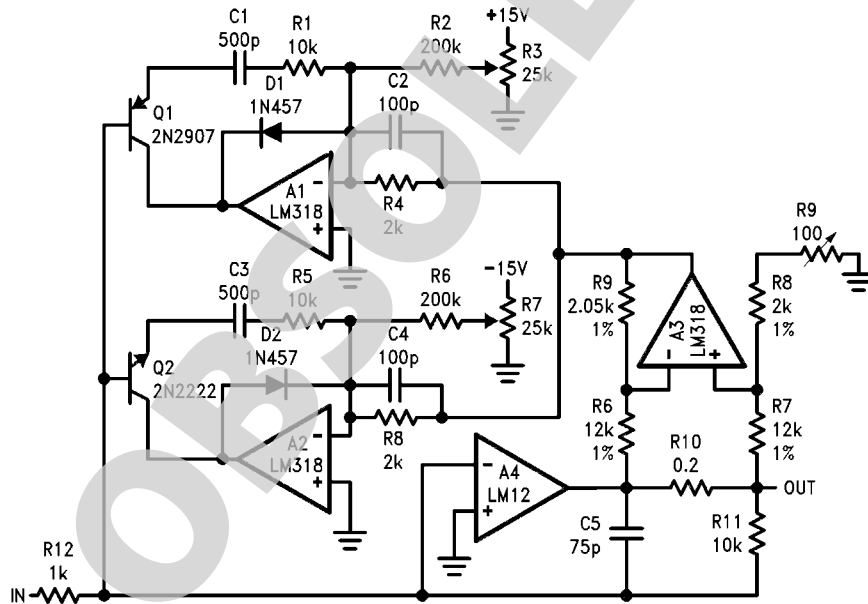 OBSOLETE
C1
500p
R1
10k
R2
200k
+15V
R3
25k
D1
1N457
C2
100p
Q1
2N2907
A1
LM318
-
+
R4
2k
C3
500p
R5
10k
R6
200k
-15V
R7
25k
D2
1N457
C4
100p
Q2
2N2222
A2
LM318
-
+
R8
2k
R9
2.05k
1%
A3
LM318
-
+
R8
2k
1%
R9
100
R6
12k
1%
R7
12k
1%
A4
LM12
-
+
R10
0.2
OUT
C5
75p
R11
10k
R12
1k
IN